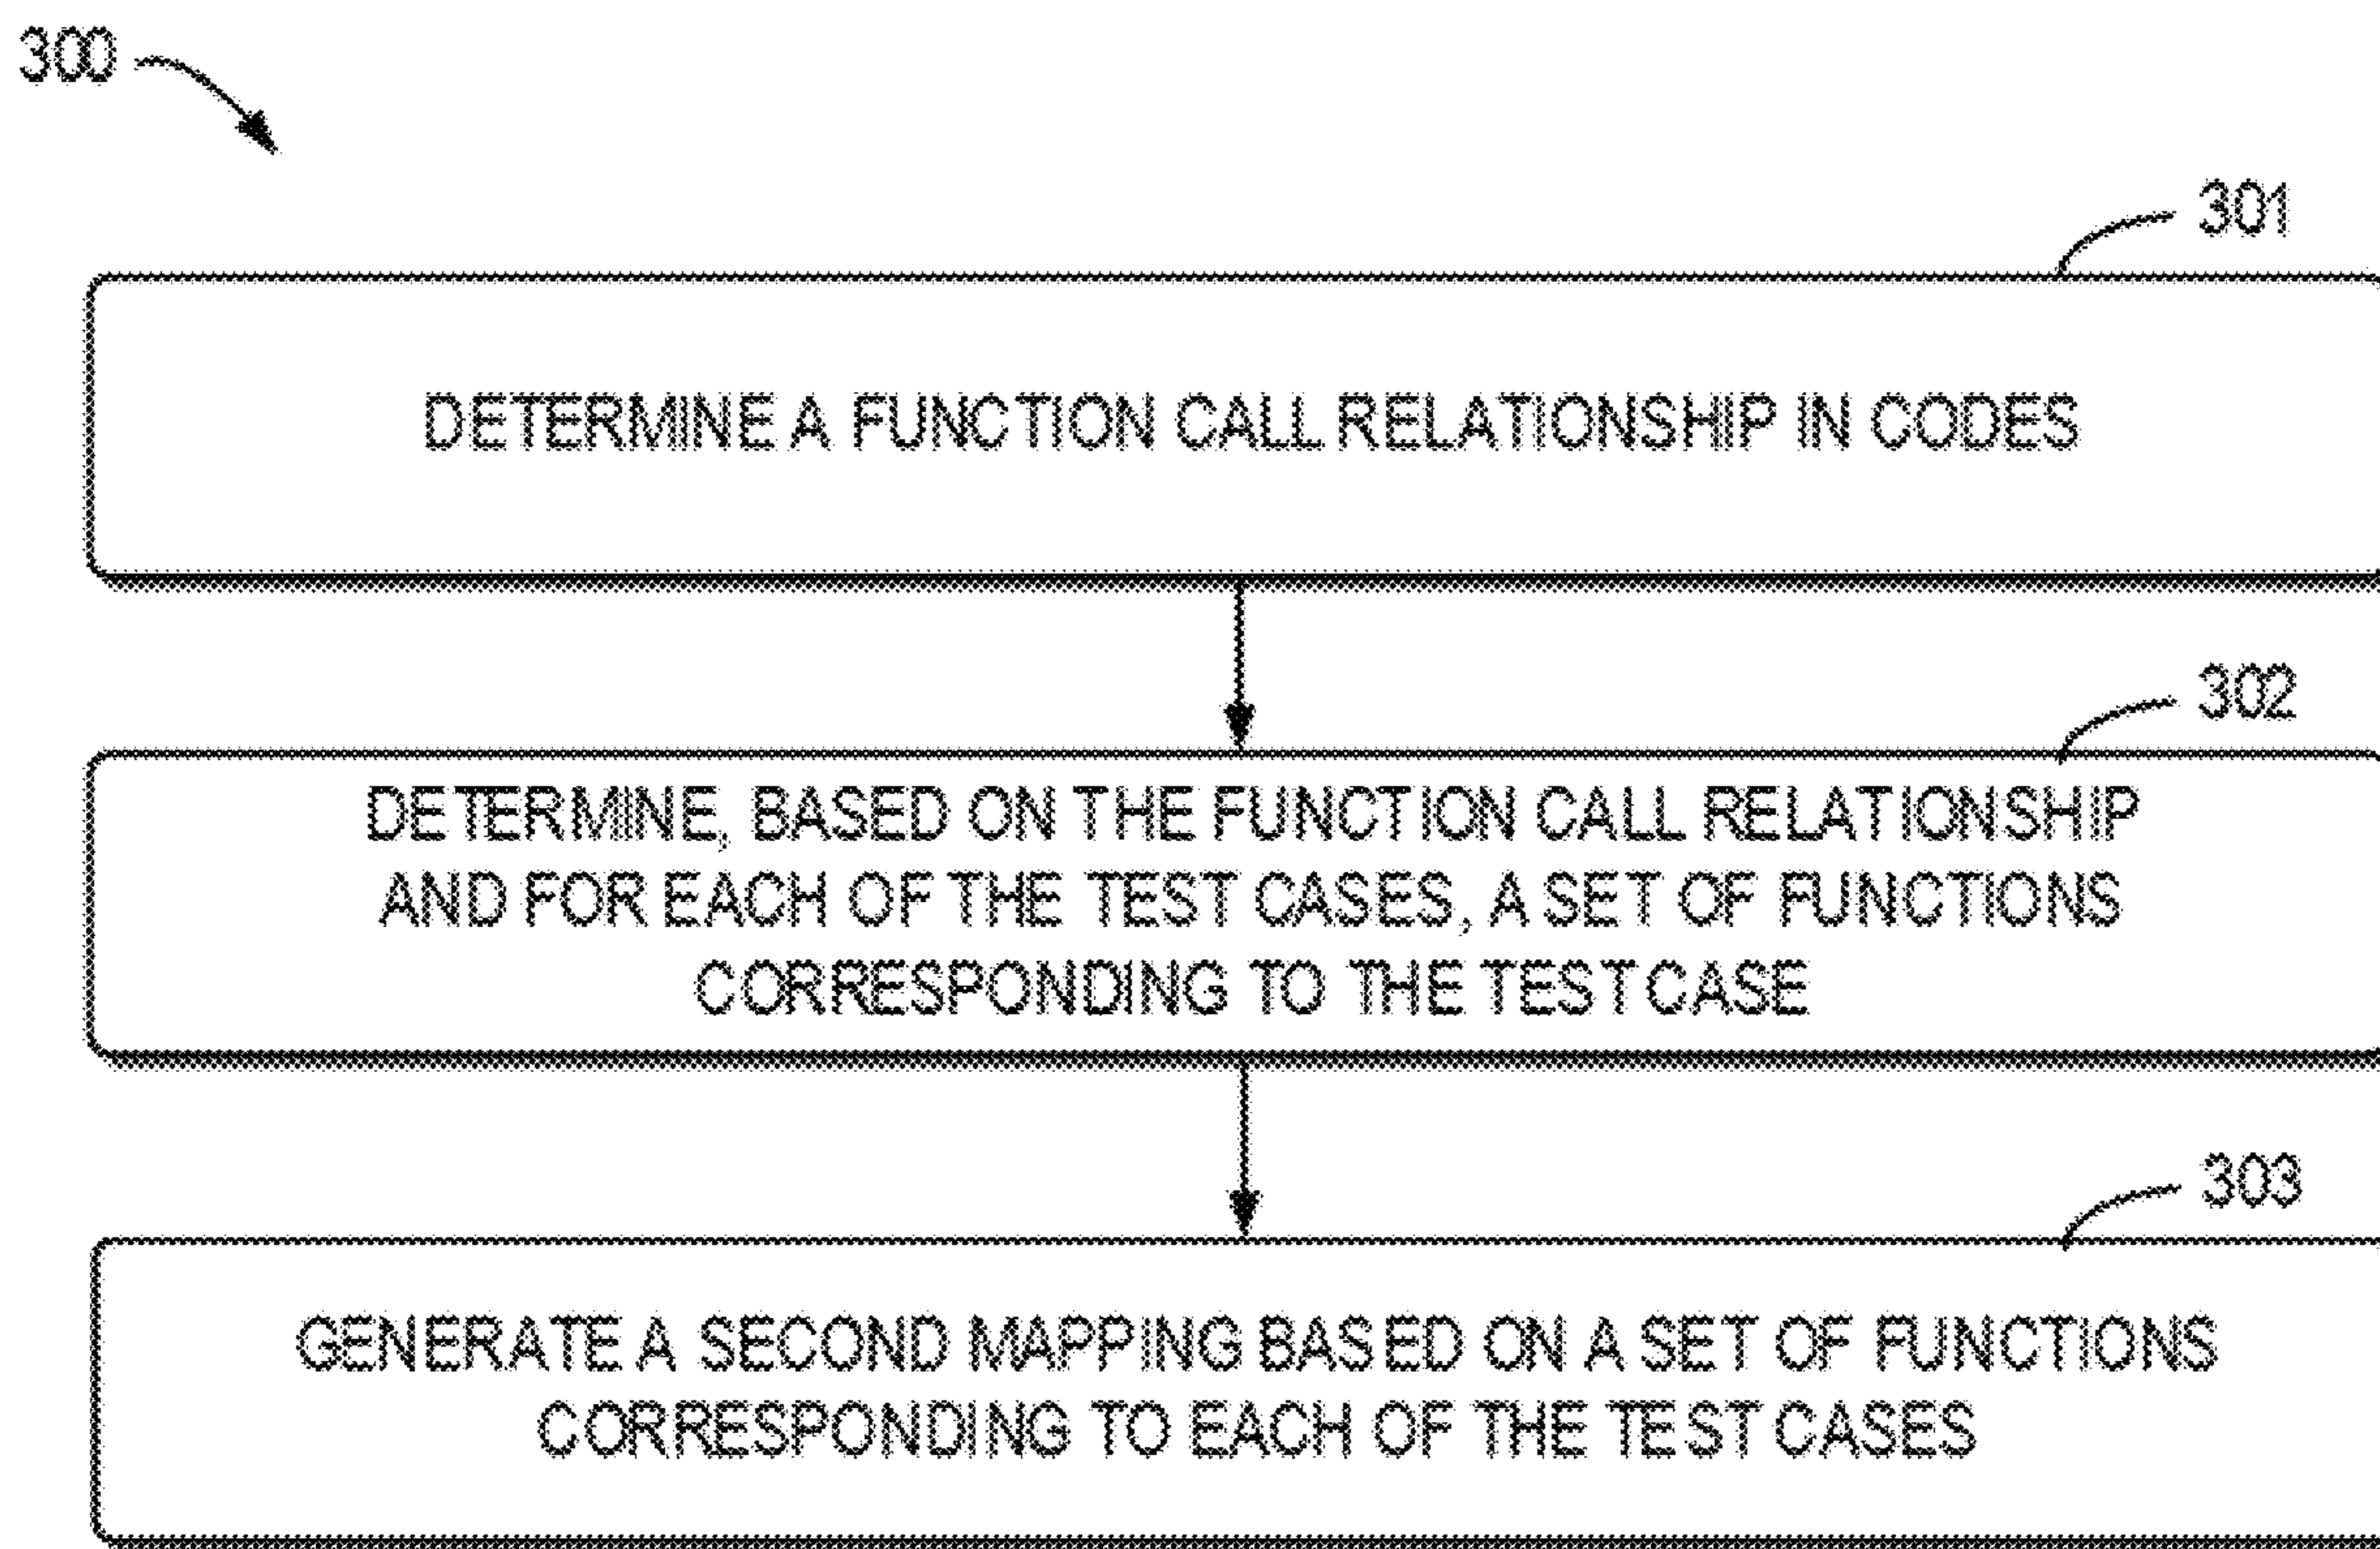 300
301
DETERMINE A FUNCTION CALL RELATIONSHIP IN CODES
302
DETERMINE, BASED ON THE FUNCTION CALL RELATIONSHIP
AND FOR EACH OF THE TEST CASES, A SET OF FUNCTIONS
CORRESPONDING TO THE TEST CASE
303
GENERATE A SECOND MAPPING BASED ON A SET OF FUNCTIONS
CORRESPONDING TO EACH OF THE TEST CASES